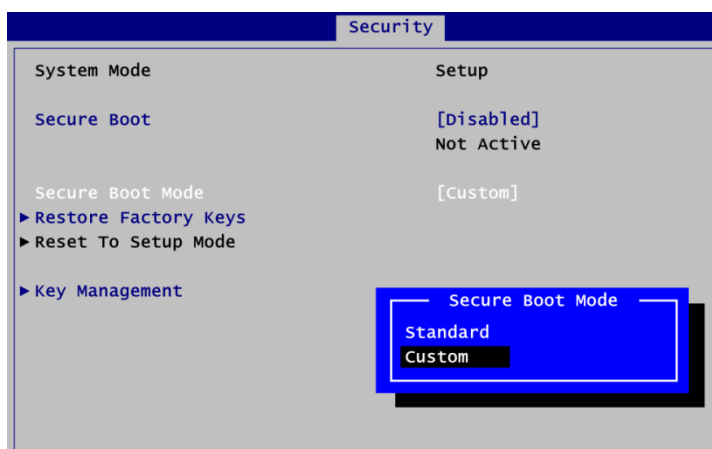 Security
System Mode Setup
Secure Boot [Disabled]
Not Active
Secure Boot Mode [Custom]
Restore Factory Keys
Reset To Setup Mode
Key Management
Secure Boot Mode
Standard
Custom